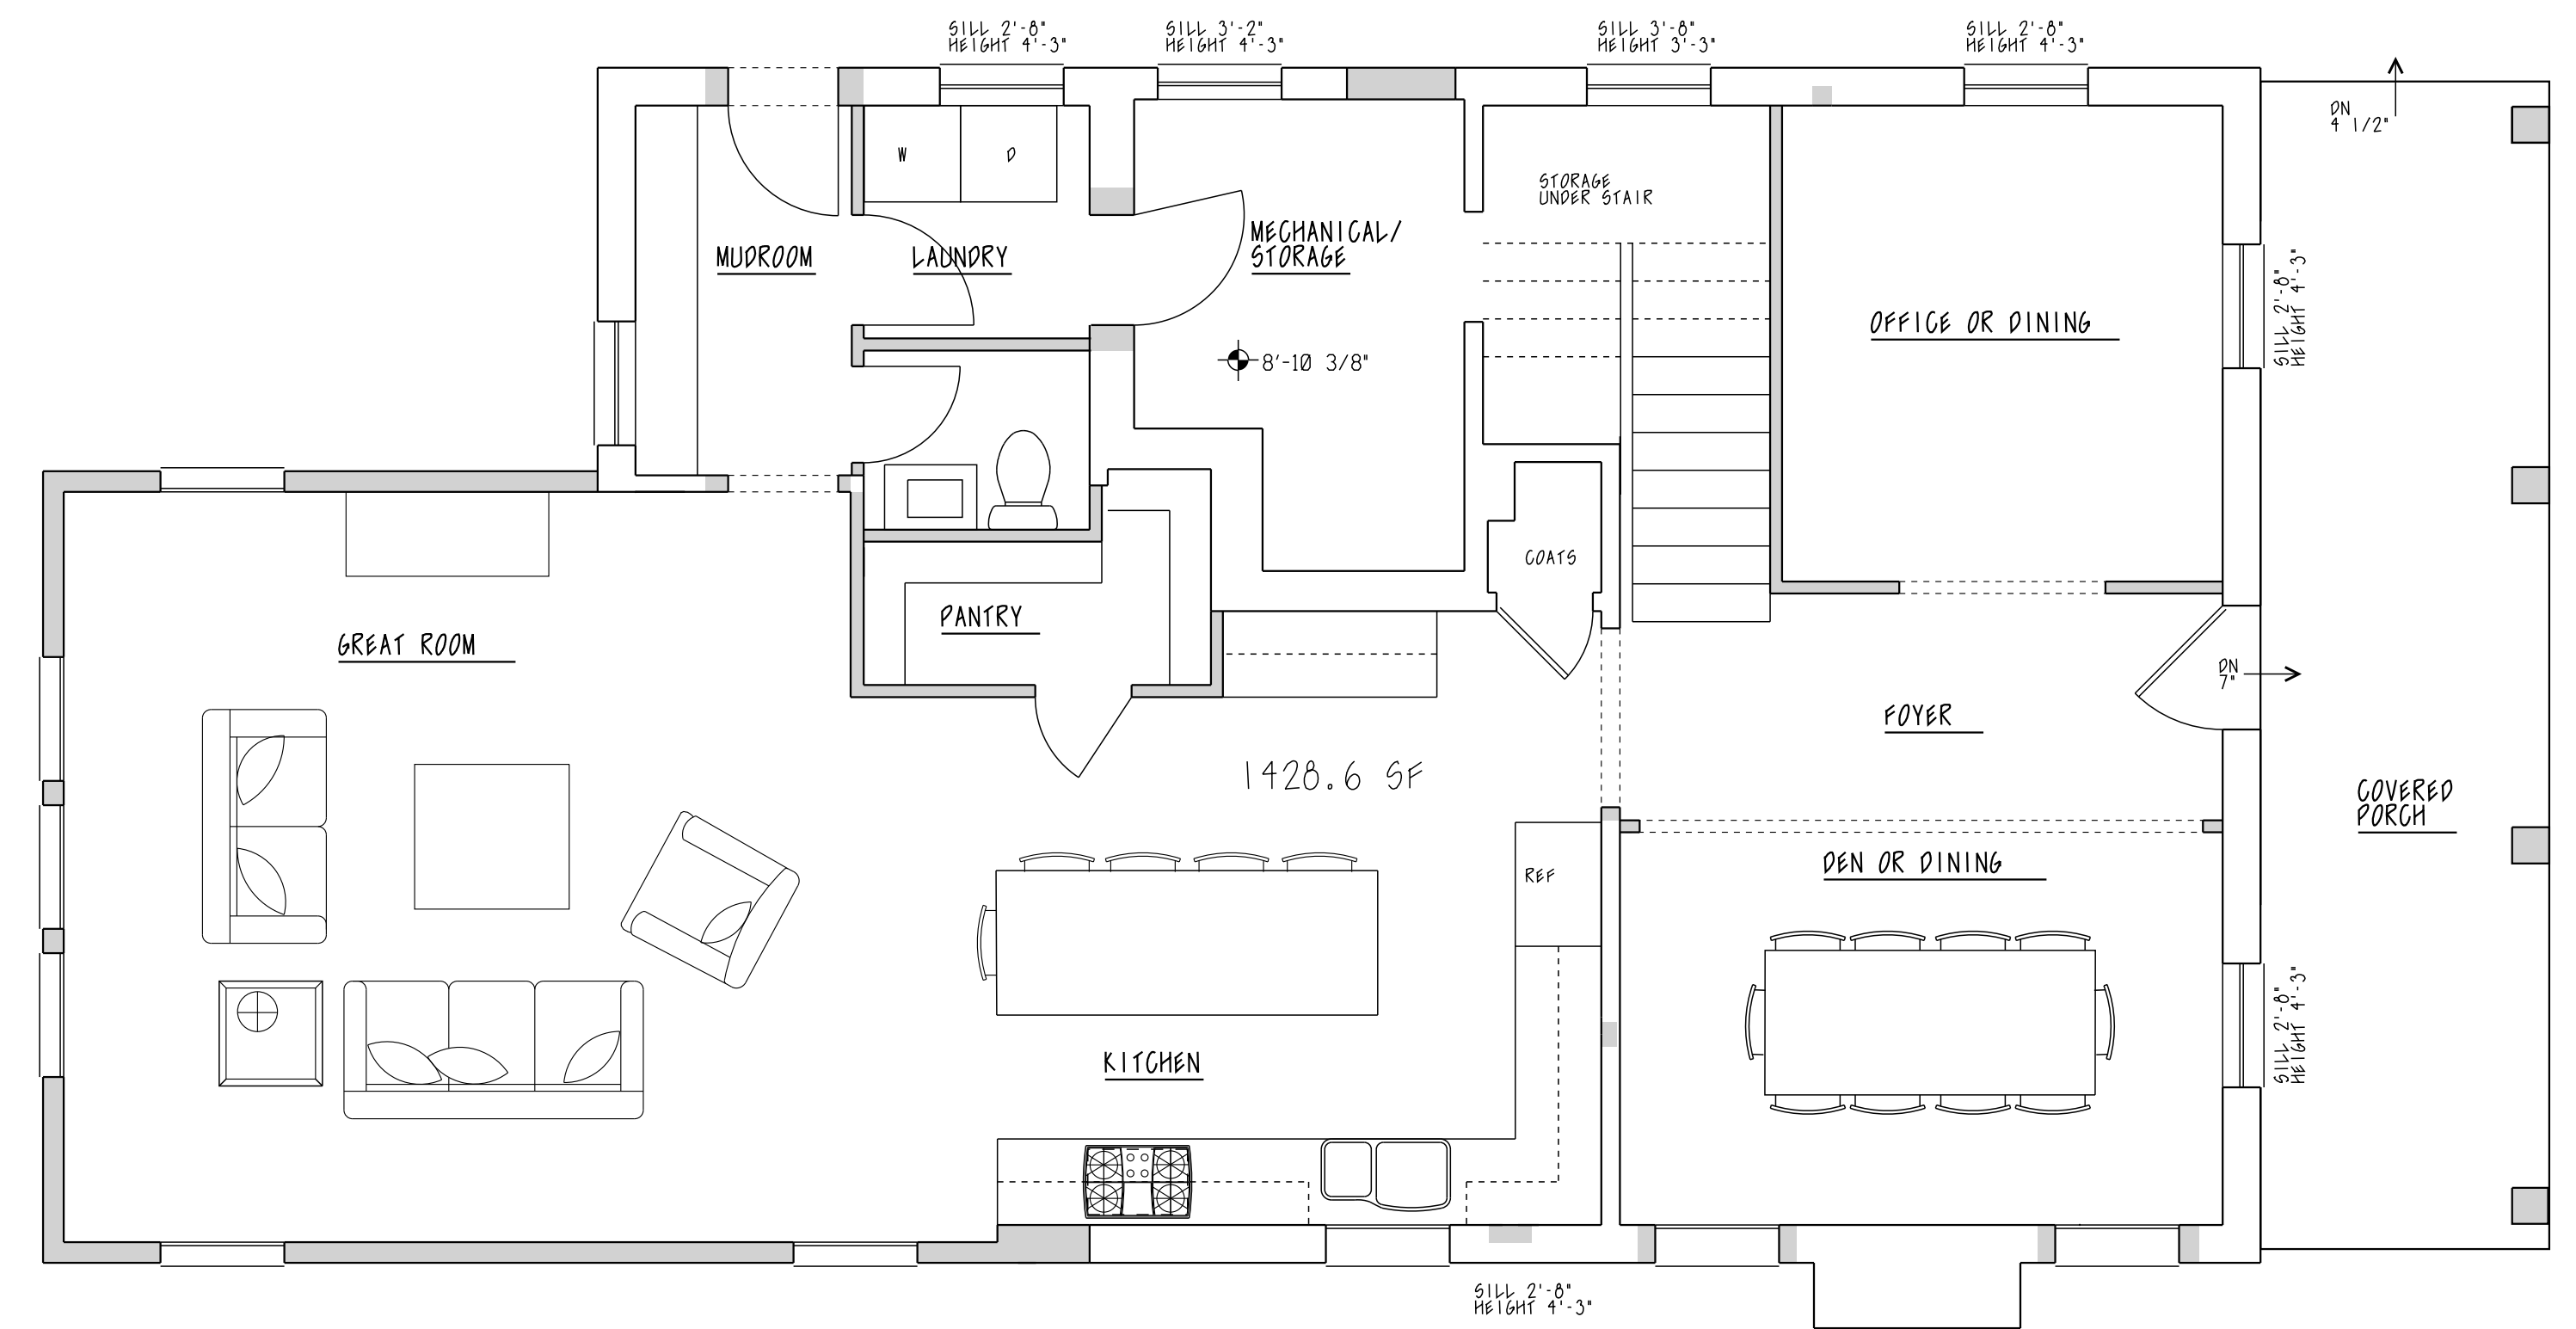 SILL 2'-8"
HEIGHT 4'-3"
SILL 3'-2"
HEIGHT 4'-3"
SILL 3'-8"
HEIGHT 3'-3"
SILL 2'-8"
HEIGHT 4'-3"
DN
4 1/2"
W
D
STORAGE
UNDER STAIR
MUDROOM
LAUNDRY
MECHANICAL/
STORAGE
OFFICE OR DINING
SILL 2'-8"
HEIGHT 4'-3"
8'-10 3/8"
COATS
PANTRY
GREAT ROOM
DN
7"
FOYER
1428.6 SF
COVERED
PORCH
REF
DEN OR DINING
KITCHEN
SILL 2'-8"
HEIGHT 4'-3"
SILL 2'-8"
HEIGHT 4'-3"